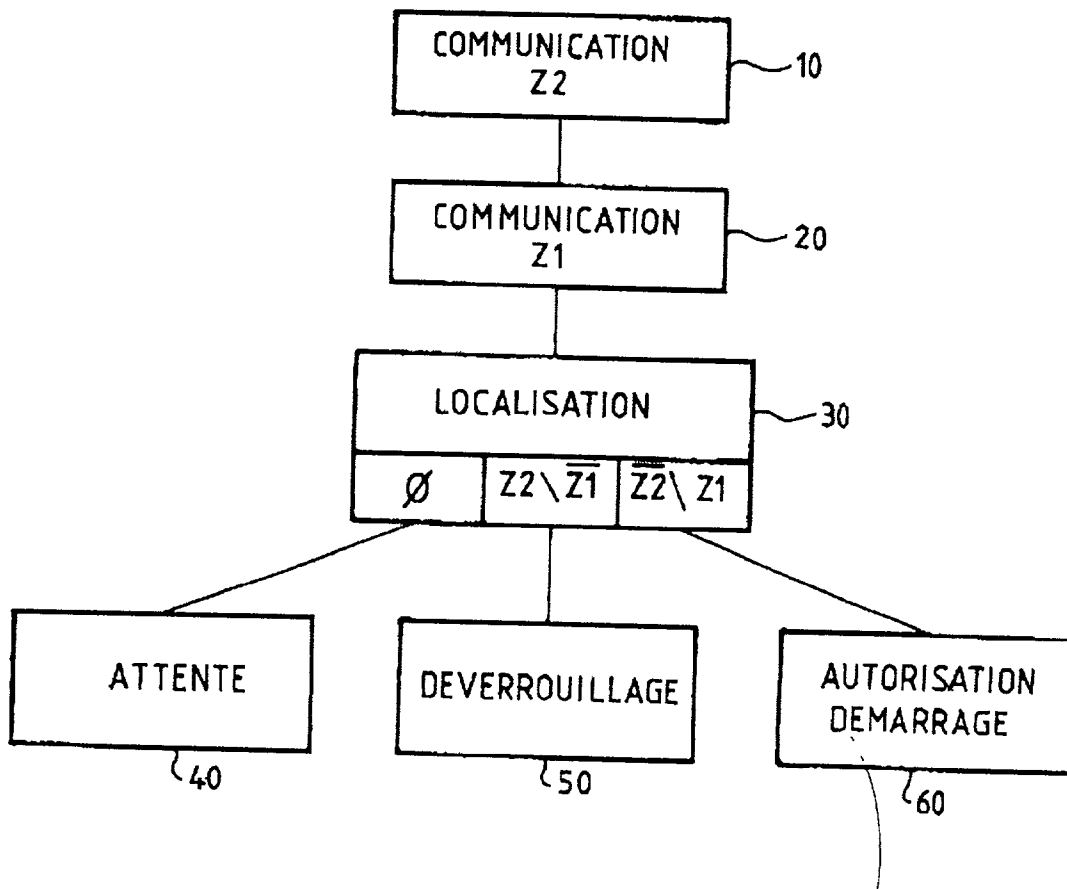 COMMUNICATION
Z2
10
COMMUNICATION
Z1
20
LOCALISATION
30
Ø
Z2\Z̅1̅
Z̅2̅\Z1
ATTENTE
DEVERROUILLAGE
AUTORISATION
DEMARRAGE
40
50
60